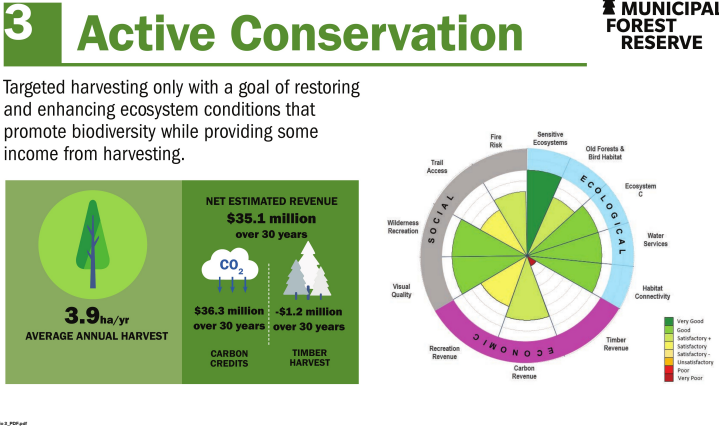 3
Active Conservation
MUNICIPAL
FOREST
RESERVE
Targeted harvesting only with a goal of restoring
and enhancing ecosystem conditions that
promote biodiversity while providing some
income from harvesting.
3.9ha/yr
AVERAGE ANNUAL HARVEST
NET ESTIMATED REVENUE
$35.1 million
over 30 years
CO2
$36.3 million
over 30 years
CARBON
CREDITS
-$1.2 million
over 30 years
TIMBER
HARVEST
Fire
Risk
Sensitive
Ecosystems
Old Forests &
Bird Habitat
Ecosystem
C
Water
Services
Habitat
Connectivity
Timber
Revenue
Carbon
Revenue
Recreation
Revenue
Visual
Quality
Wilderness
Recreation
Trail
Access
SOCIAL
ECOLOGICAL
ECONOMIC
Very Good
Good
Satisfactory +
Satisfactory
Satisfactory -
Unsatisfactory
Poor
Very Poor